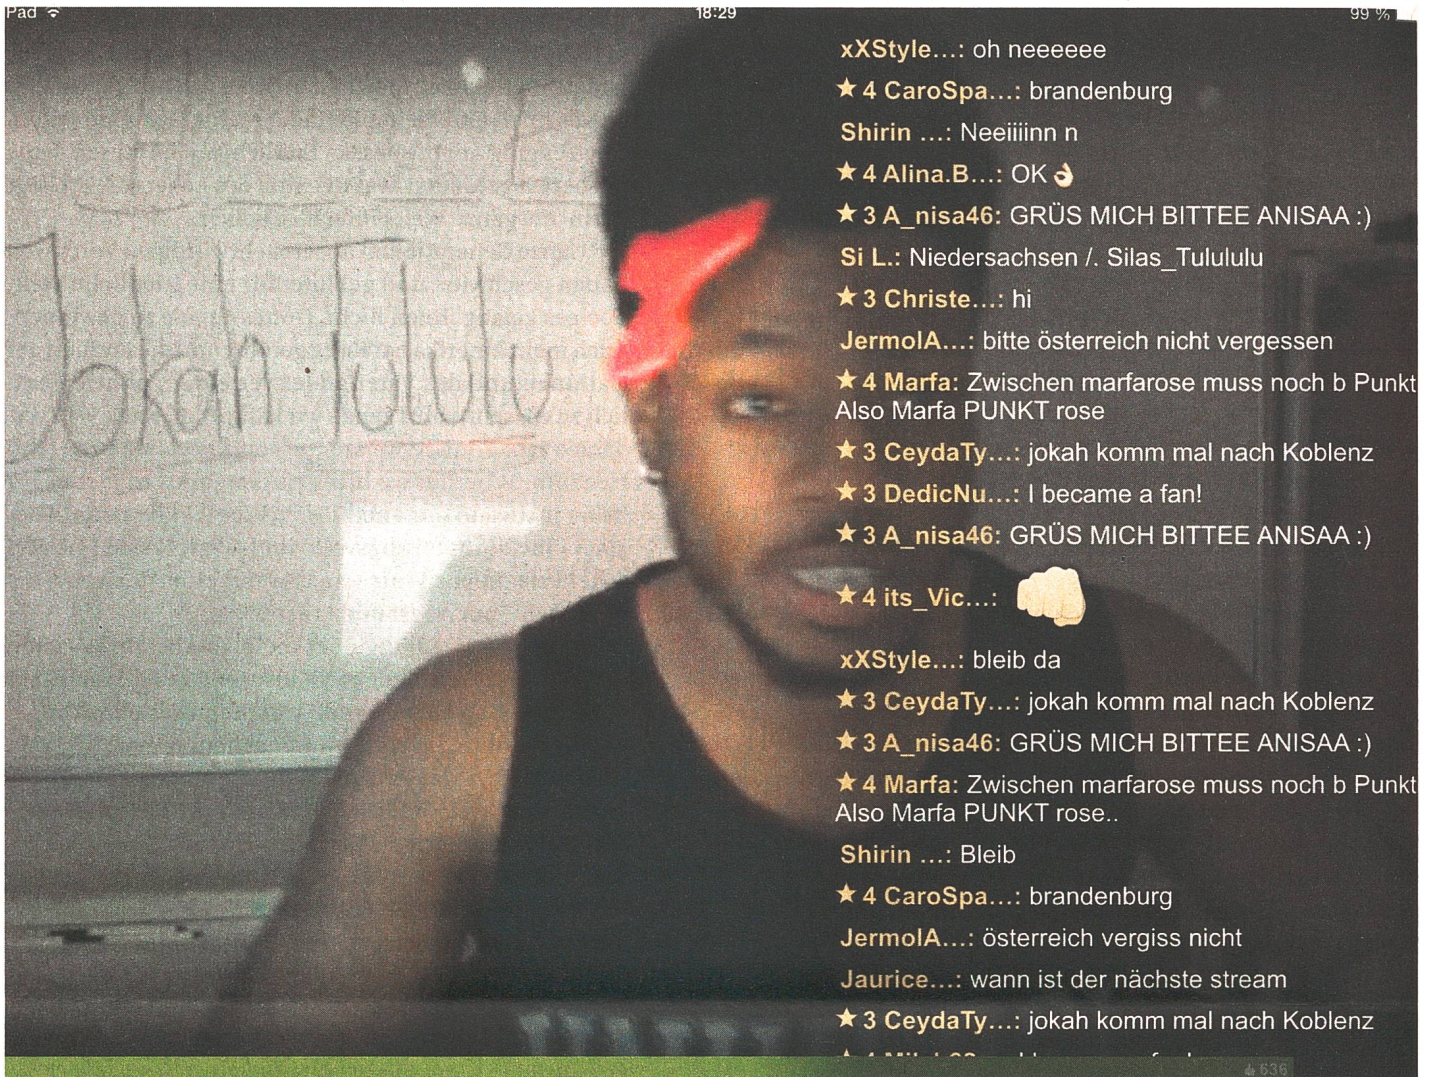 Pad 18:29 99 %
Jokah Tululu
xXStyle...: oh neeeeee
★ 4 CaroSpa...: brandenburg
Shirin ...: Neeiiiinn n
★ 4 Alina.B...: OK👌
★ 3 A_nisa46: GRÜS MICH BITTEE ANISAA :)
Si L.: Niedersachsen /. Silas_Tulululu
★ 3 Christe...: hi
JermolA...: bitte österreich nicht vergessen
★ 4 Marfa: Zwischen marfarose muss noch b Punkt
Also Marfa PUNKT rose
★ 3 CeydaTy...: jokah komm mal nach Koblenz
★ 3 DedicNu...: I became a fan!
★ 3 A_nisa46: GRÜS MICH BITTEE ANISAA :)
★ 4 its_Vic...: 👊
xXStyle...: bleib da
★ 3 CeydaTy...: jokah komm mal nach Koblenz
★ 3 A_nisa46: GRÜS MICH BITTEE ANISAA :)
★ 4 Marfa: Zwischen marfarose muss noch b Punkt
Also Marfa PUNKT rose..
Shirin ...: Bleib
★ 4 CaroSpa...: brandenburg
JermolA...: österreich vergiss nicht
Jaurice...: wann ist der nächste stream
★ 3 CeydaTy...: jokah komm mal nach Koblenz
636